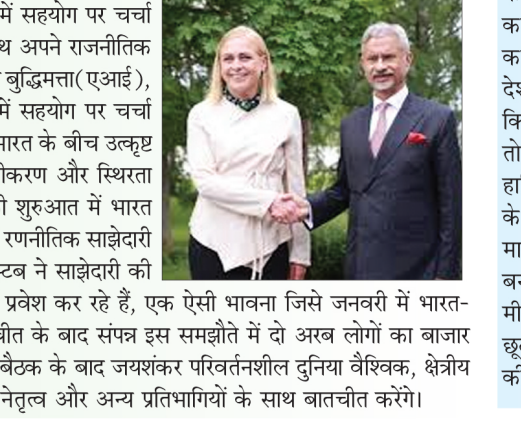 में सहयोग पर चर्चा
थ अपने राजनीतिक
बुद्धिमत्ता(एआई),
में सहयोग पर चर्चा
भारत के बीच उत्कृष्ट
ीकरण और स्थिरता
ी शुरुआत में भारत
रणनीतिक साझेदारी
स्टब ने साझेदारी की
प्रवेश कर रहे हैं, एक ऐसी भावना जिसे जनवरी में भारत-
चीत के बाद संपन्न इस समझौते में दो अरब लोगों का बाजार
बैठक के बाद जयशंकर परिवर्तनशील दुनिया वैश्विक, क्षेत्रीय
नेतृत्व और अन्य प्रतिभागियों के साथ बातचीत करेंगे।
क
क
देश
कि
तो
हा
के
मा
बन
मी
छू
की